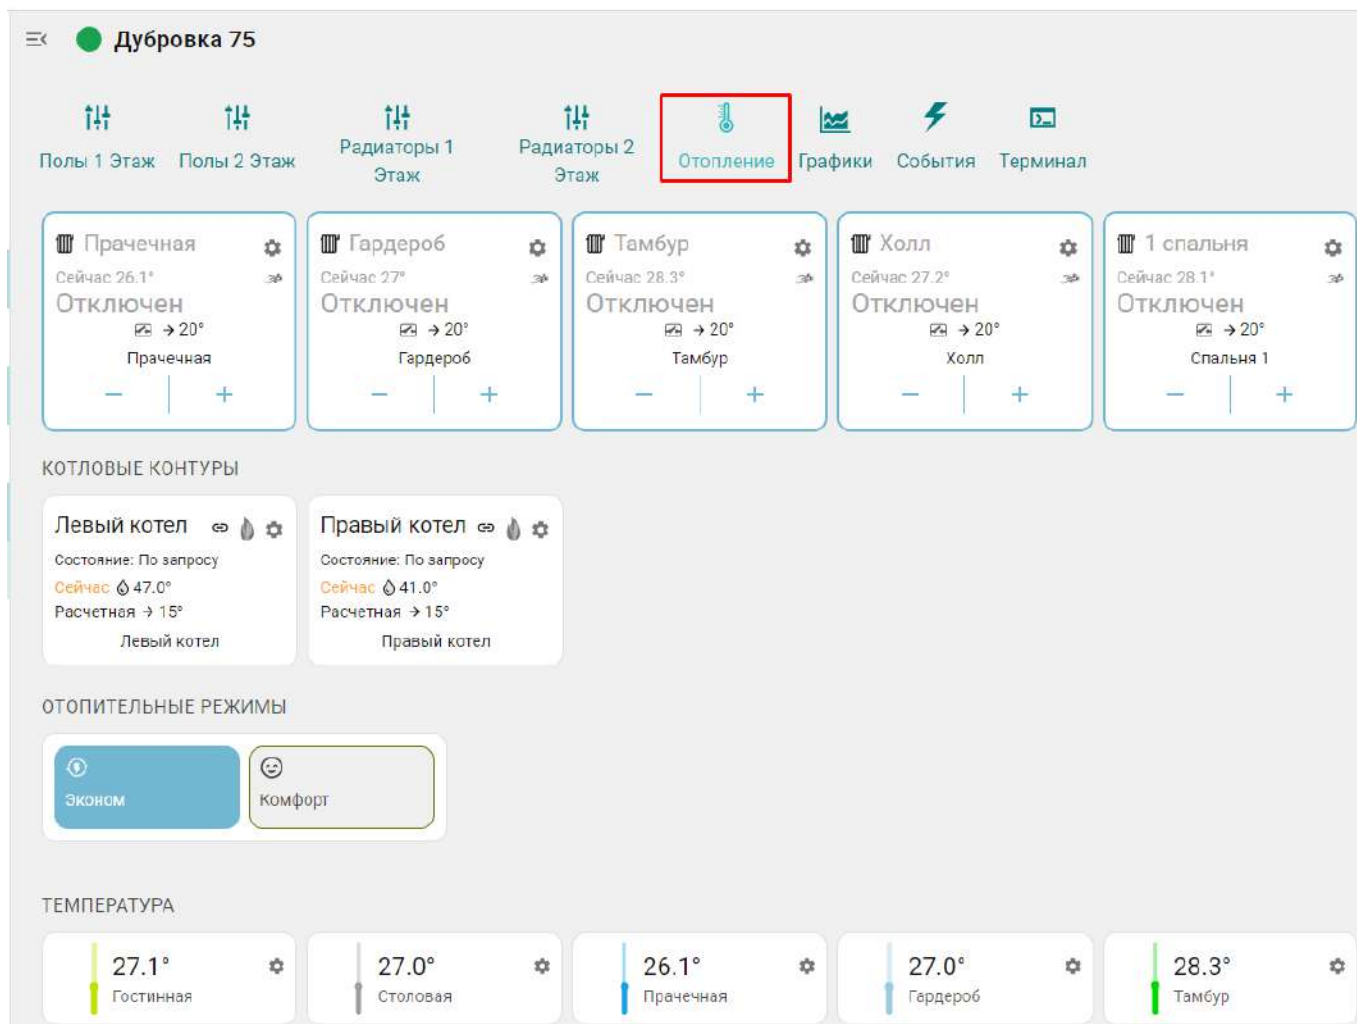 Дубровка 75
Полы 1 Этаж
Полы 2 Этаж
Радиаторы 1
Этаж
Радиаторы 2
Этаж
Отопление
Графики
События
Терминал
Прачечная
Сейчас 26.1°
Отключен
→ 20°
Прачечная
− +
Гардероб
Сейчас 27°
Отключен
→ 20°
Гардероб
− +
Тамбур
Сейчас 28.3°
Отключен
→ 20°
Тамбур
− +
Холл
Сейчас 27.2°
Отключен
→ 20°
Холл
− +
1 спальня
Сейчас 28.1°
Отключен
→ 20°
Спальня 1
− +
КОТЛОВЫЕ КОНТУРЫ
Левый котел
Состояние: По запросу
Сейчас 47.0°
Расчетная → 15°
Левый котел
Правый котел
Состояние: По запросу
Сейчас 41.0°
Расчетная → 15°
Правый котел
ОТОПИТЕЛЬНЫЕ РЕЖИМЫ
Эконом
Комфорт
ТЕМПЕРАТУРА
27.1°
Гостинная
27.0°
Столовая
26.1°
Прачечная
27.0°
Гардероб
28.3°
Тамбур